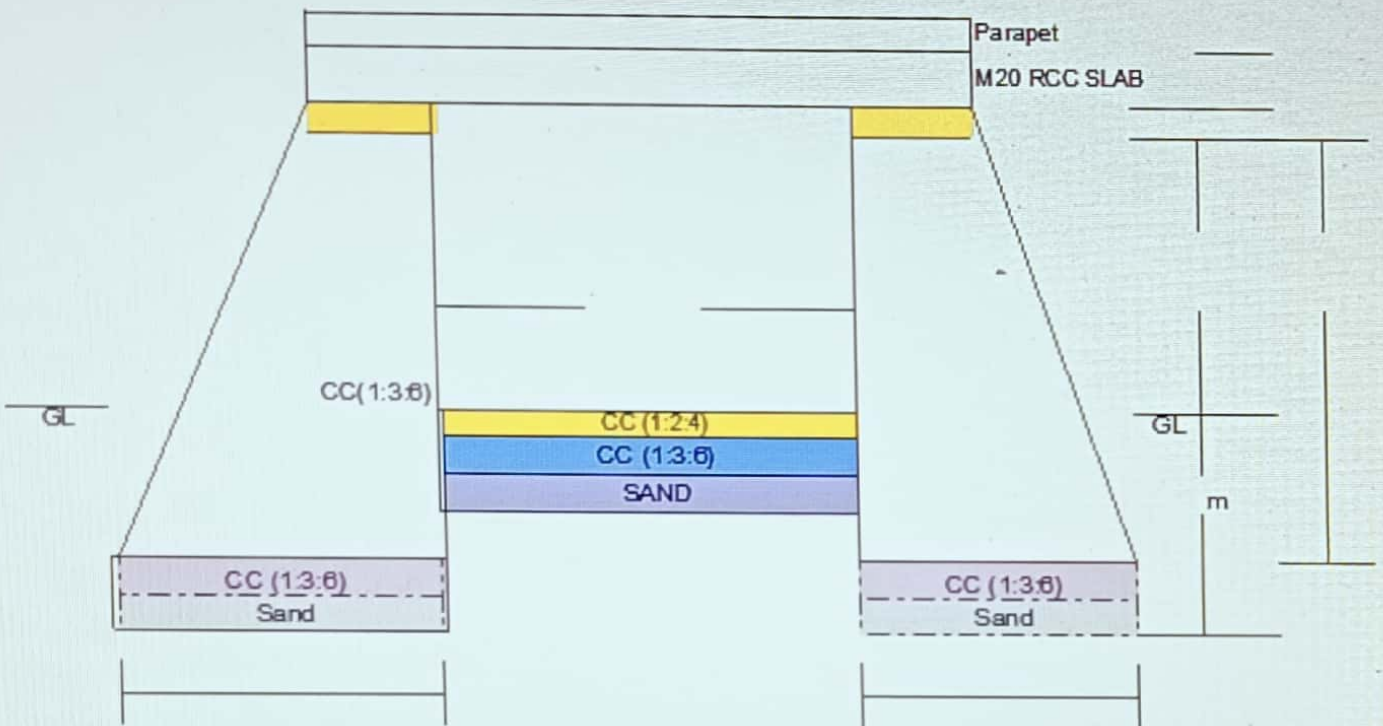 Parapet
M20 RCC SLAB
CC(1:3:6)
GL
CC (1:2:4)
GL
CC (1:3:6)
SAND
m
CC (1:3:6)
CC (1:3:6)
Sand
Sand